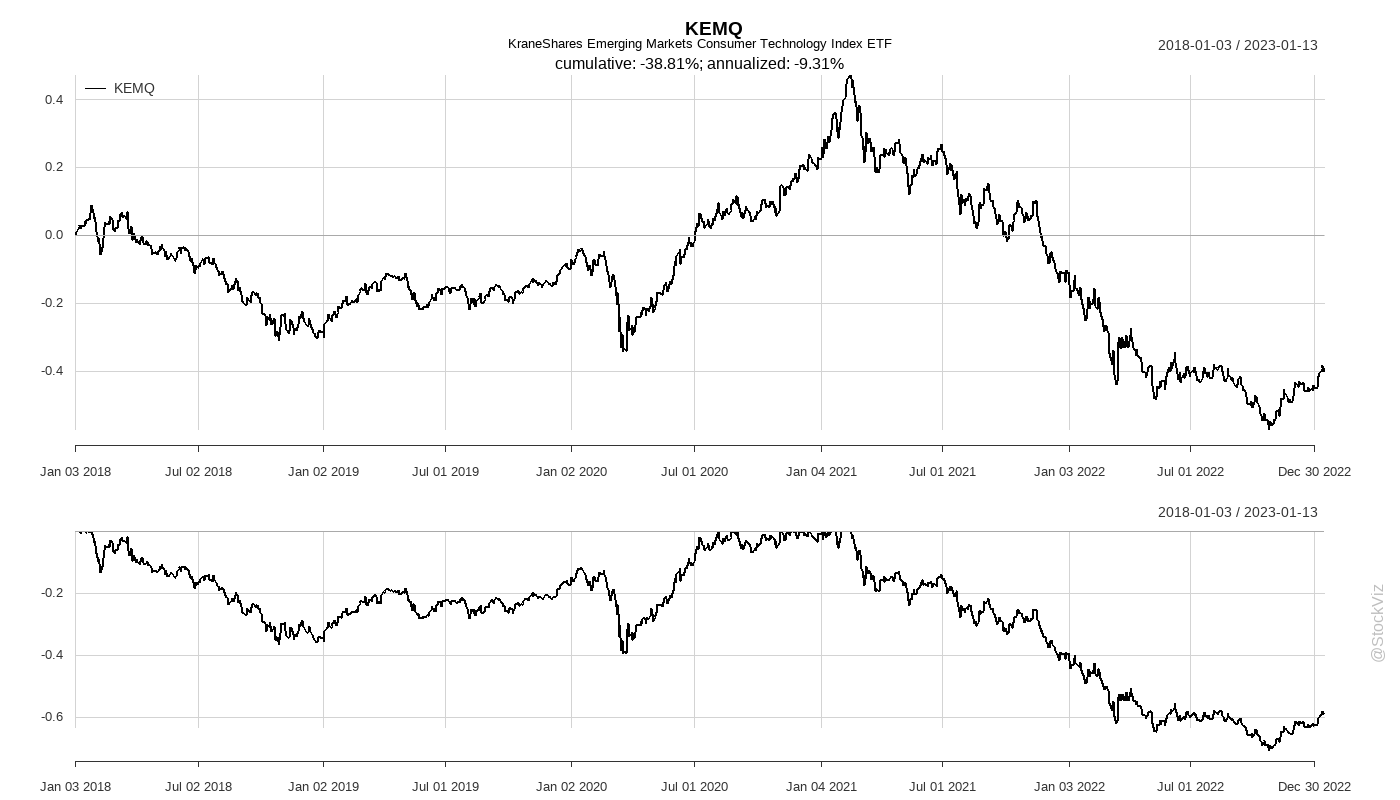 KEMQ
KraneShares Emerging Markets Consumer Technology Index ETF
2018-01-03 / 2023-01-13
cumulative: -38.81%; annualized: -9.31%
KEMQ
0.4
0.2
0.0
-0.2
-0.4
Jan 03 2018 Jul 02 2018 Jan 02 2019 Jul 01 2019 Jan 02 2020 Jul 01 2020 Jan 04 2021 Jul 01 2021 Jan 03 2022 Jul 01 2022 Dec 30 2022
2018-01-03 / 2023-01-13
-0.2
-0.4
-0.6
Jan 03 2018 Jul 02 2018 Jan 02 2019 Jul 01 2019 Jan 02 2020 Jul 01 2020 Jan 04 2021 Jul 01 2021 Jan 03 2022 Jul 01 2022 Dec 30 2022
@StockViz